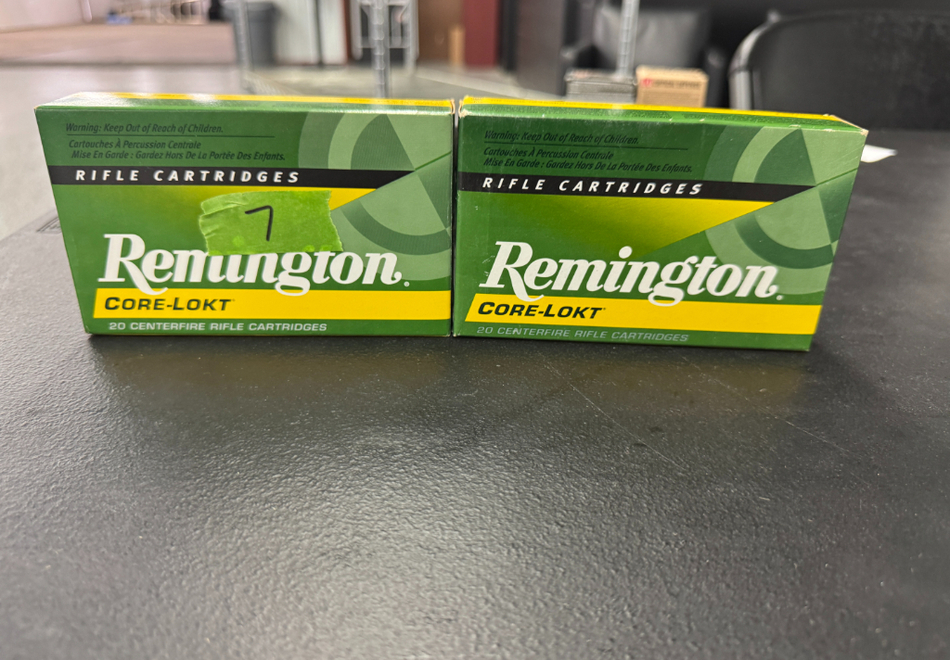 Warning: Keep Out of Reach of Children.
Cartouches À Percussion Centrale
Mise En Garde : Gardez Hors De La Portée Des Enfants.
RIFLE CARTRIDGES
7
Remington®
CORE-LOKT™
20 CENTERFIRE RIFLE CARTRIDGES
Warning: Keep Out of Reach of Children.
Cartouches À Percussion Centrale
Mise En Garde : Gardez Hors De La Portée Des Enfants.
RIFLE CARTRIDGES
Remington®
CORE-LOKT™
20 CENTERFIRE RIFLE CARTRIDGES